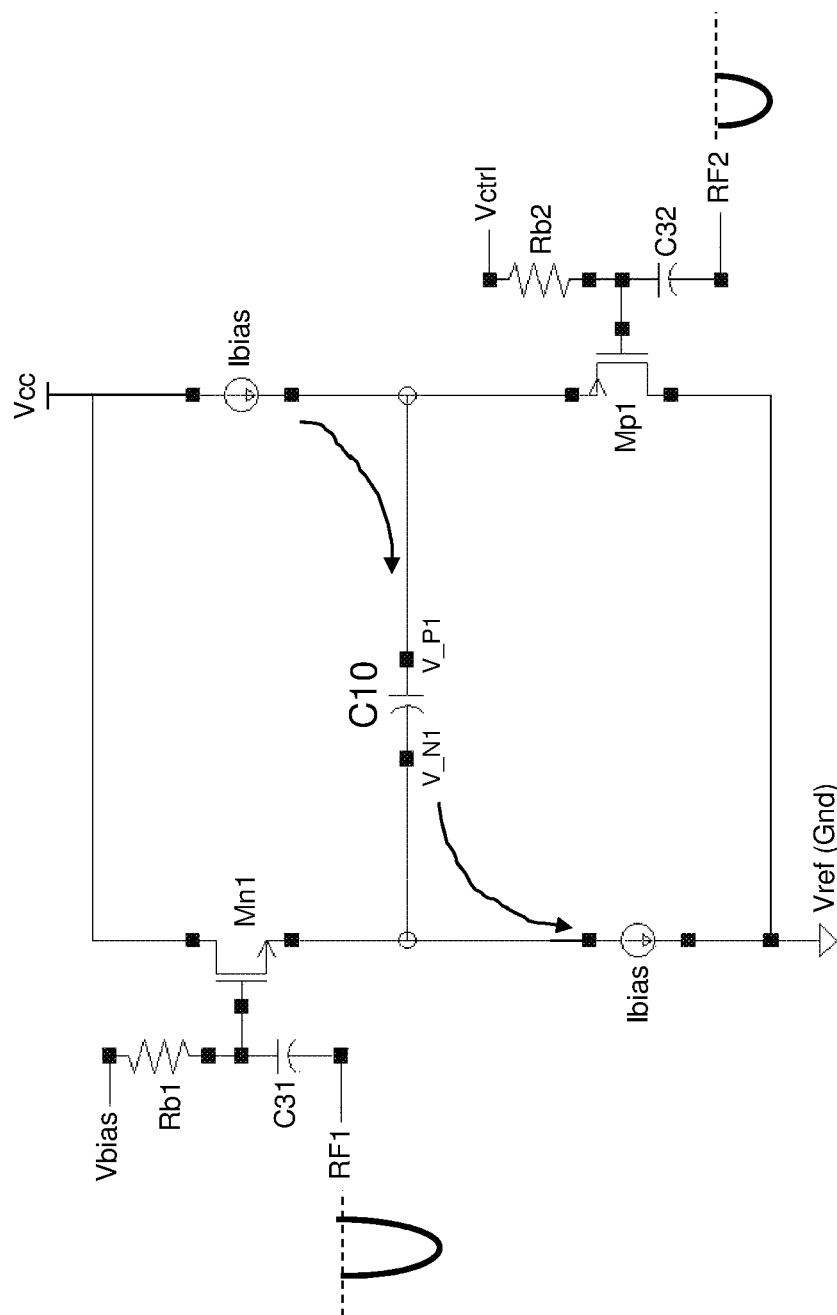 Vcc
Vbias
Rb1
C31
RF1
Mn1
Ibias
Vctrl
Rb2
C32
RF2
Mp1
C10
V_N1
V_P1
Ibias
Vref (Gnd)